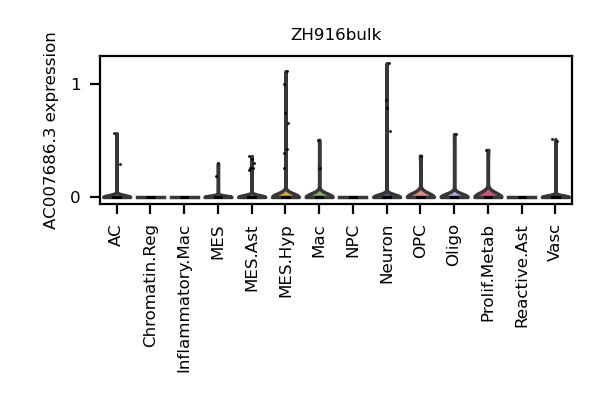 ZH916bulk
AC007686.3 expression
1
0
AC
Chromatin.Reg
Inflammatory.Mac
MES
MES.Ast
MES.Hyp
Mac
NPC
Neuron
OPC
Oligo
Prolif.Metab
Reactive.Ast
Vasc